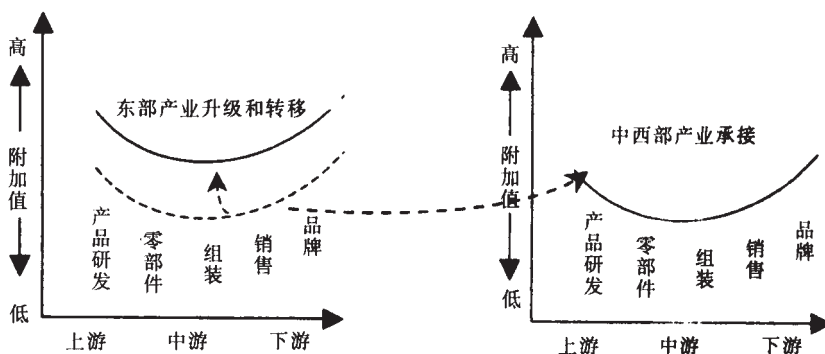 高
附加值
低
东部产业升级和转移
产品研发
零部件
组装
销售
品牌
上游
中游
下游
高
附加值
低
中西部产业承接
产品研发
零部件
组装
销售
品牌
上游
中游
下游